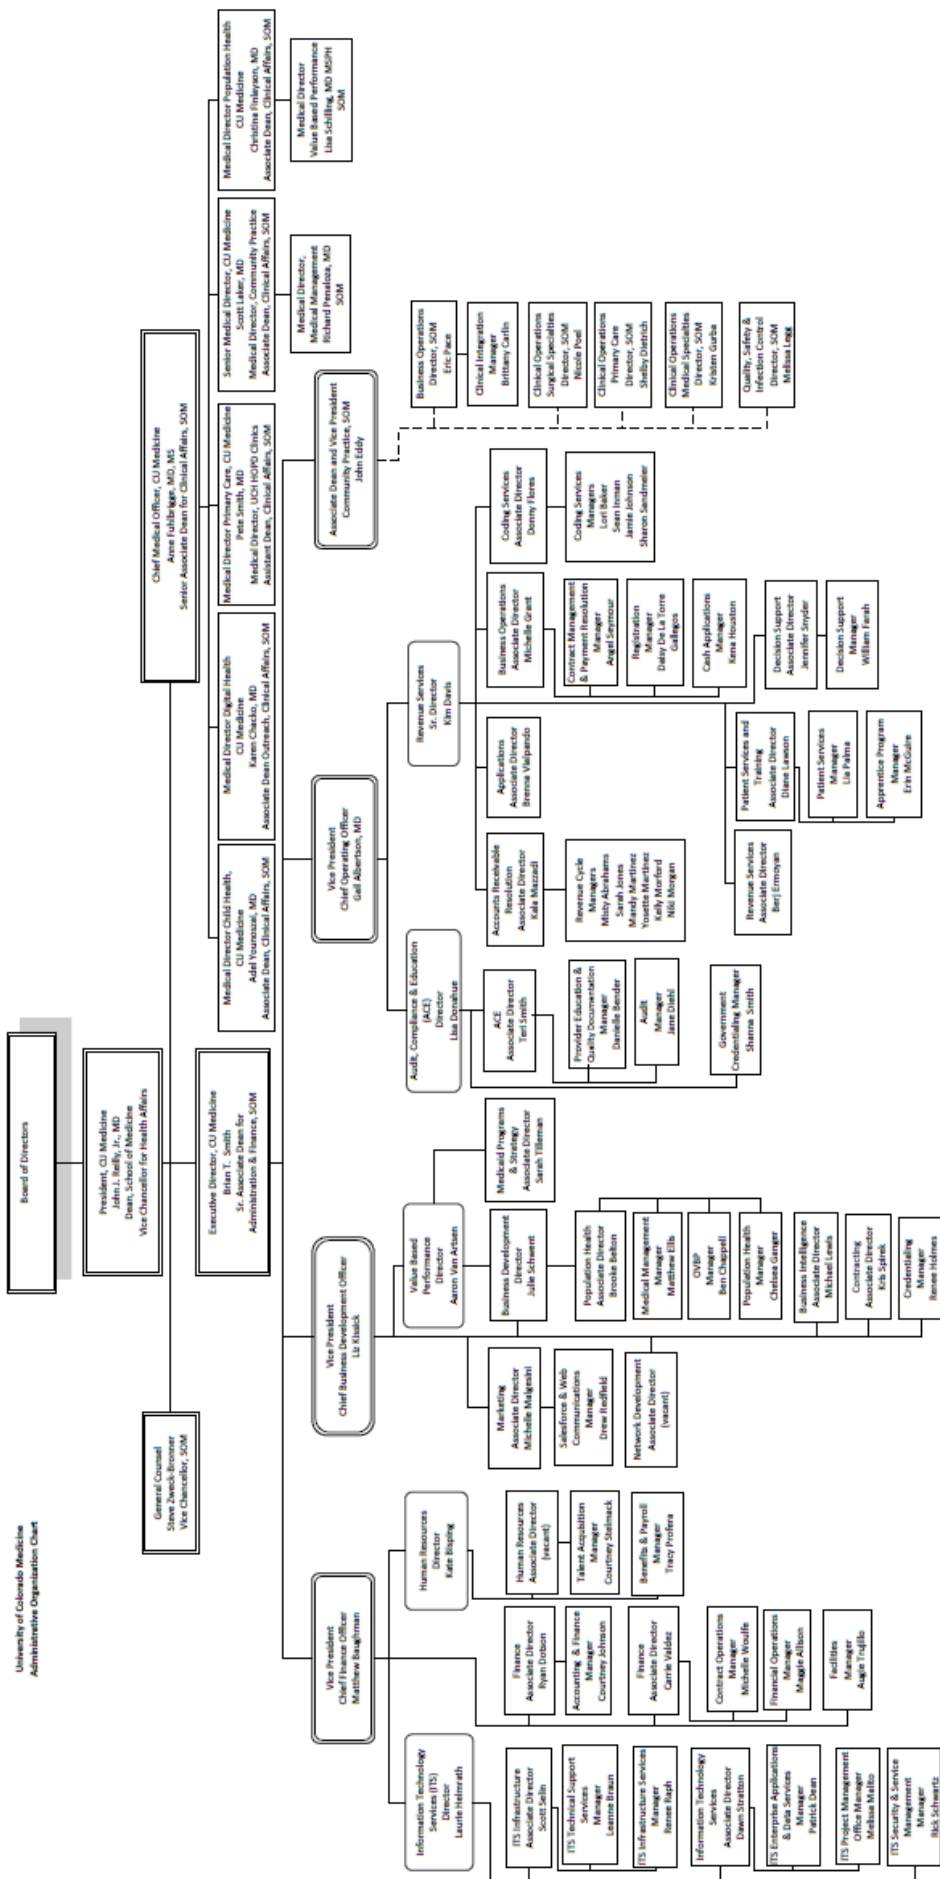 University of Colorado Medicine
Administrative Organization Chart
Board of Directors
President, CU Medicine
John J. Reilly, Jr., MD
Dean, School of Medicine
Vice Chancellor for Health Affairs
General Counsel
Steve Zweck-Bronner
Vice Chancellor, SOM
Executive Director, CU Medicine
Brian T. Smith
Sr. Associate Dean for
Administration & Finance, SOM
Chief Medical Officer, CU Medicine
Anne Fuhlbrigge, MD, MS
Senior Associate Dean for Clinical Affairs, SOM
Medical Director Child Health,
CU Medicine
Adel Younoszai, MD
Associate Dean, Clinical Affairs, SOM
Medical Director Digital Health
CU Medicine
Karen Chacko, MD
Associate Dean Outreach, Clinical Affairs, SOM
Medical Director Primary Care, CU Medicine
Pete Smith, MD
Medical Director, UCH HOPD Clinics
Assistant Dean, Clinical Affairs, SOM
Senior Medical Director, CU Medicine
Scott Laker, MD
Medical Director, Community Practice
Associate Dean, Clinical Affairs, SOM
Medical Director Population Health
CU Medicine
Christina Finlayson, MD
Associate Dean, Clinical Affairs, SOM
Medical Director,
Medical Management
Richard Penaloza, MD
SOM
Medical Director
Value Based Performance
Lisa Schilling, MD MSPH
SOM
Vice President
Chief Finance Officer
Matthew Baughman
Vice President
Chief Business Development Officer
Liz Kissick
Vice President
Chief Operating Officer
Gail Albertson, MD
Associate Dean and Vice President
Community Practice, SOM
John Eddy
Information Technology
Services (ITS)
Director
Laurie Helmrath
Human Resources
Director
Kate Bisping
Value Based
Performance
Director
Aaron Van Artsen
Audit, Compliance & Education
(ACE)
Director
Lisa Donahue
Revenue Services
Sr. Director
Kim Davis
ITS Infrastructure
Associate Director
Scott Selin
ITS Technical Support
Services
Manager
Leanne Braun
ITS Infrastructure Services
Manager
Renee Raph
Information Technology
Services
Associate Director
Dawn Stratton
ITS Enterprise Applications
& Data Services
Manager
Patrick Dean
ITS Project Management
Office Manager
Melissa Malito
ITS Security & Service
Management
Manager
Rick Schwartz
Finance
Associate Director
Ryan Dotson
Accounting & Finance
Manager
Courtney Johnson
Finance
Associate Director
Carrie Valdez
Contract Operations
Manager
Michelle Woulfe
Financial Operations
Manager
Maggie Allison
Facilities
Manager
Augie Trujillo
Human Resources
Associate Director
(vacant)
Talent Acquisition
Manager
Courtney Stelmack
Benefits & Payroll
Manager
Tracy Profera
Marketing
Associate Director
Michelle Malgesini
Salesforce & Web
Communications
Manager
Drew Redfield
Network Development
Associate Director
(vacant)
Business Development
Director
Julie Schwent
Medicaid Programs
& Strategy
Associate Director
Sarah Tilleman
Population Health
Associate Director
Brooke Belton
Medical Management
Manager
Matthew Ellis
OVBP
Manager
Ben Chappell
Population Health
Manager
Chelsea Ganger
Business Intelligence
Associate Director
Michael Lewis
Contracting
Associate Director
Kris Spirek
Credentialing
Manager
Renee Holmes
ACE
Associate Director
Teri Smith
Provider Education &
Quality Documentation
Manager
Danielle Bender
Audit
Manager
Jane Diehl
Government
Credentialing Manager
Shanna Smith
Accounts Receivable
Resolution
Associate Director
Kala Mazzadi
Revenue Cycle
Managers
Misty Abrahams
Sarah Jones
Mandy Martinez
Yosette Martinez
Kelly Morford
Niki Morgan
Applications
Associate Director
Brenna Vialpando
Business Operations
Associate Director
Michelle Grant
Contract Management
& Payment Resolution
Manager
Angel Seymour
Registration
Manager
Daisy De La Torre
Gallegos
Cash Applications
Manager
Kena Houston
Coding Services
Associate Director
Donny Flores
Coding Services
Managers
Lori Baker
Sean Inman
Jamie Johnson
Sharon Sandmeier
Revenue Services
Associate Director
Berj Ermoyan
Patient Services and
Training
Associate Director
Diane Lawson
Patient Services
Manager
Lia Palma
Apprentice Program
Manager
Erin McGuire
Decision Support
Associate Director
Jennifer Snyder
Decision Support
Manager
William Farah
Business Operations
Director, SOM
Eric Pace
Clinical Integration
Manager
Brittany Carlin
Clinical Operations
Surgical Specialties
Director, SOM
Nicole Poel
Clinical Operations
Primary Care
Director, SOM
Shelby Dietrich
Clinical Operations
Medical Specialties
Director, SOM
Kristen Gurba
Quality, Safety &
Infection Control
Director, SOM
Melissa Legg